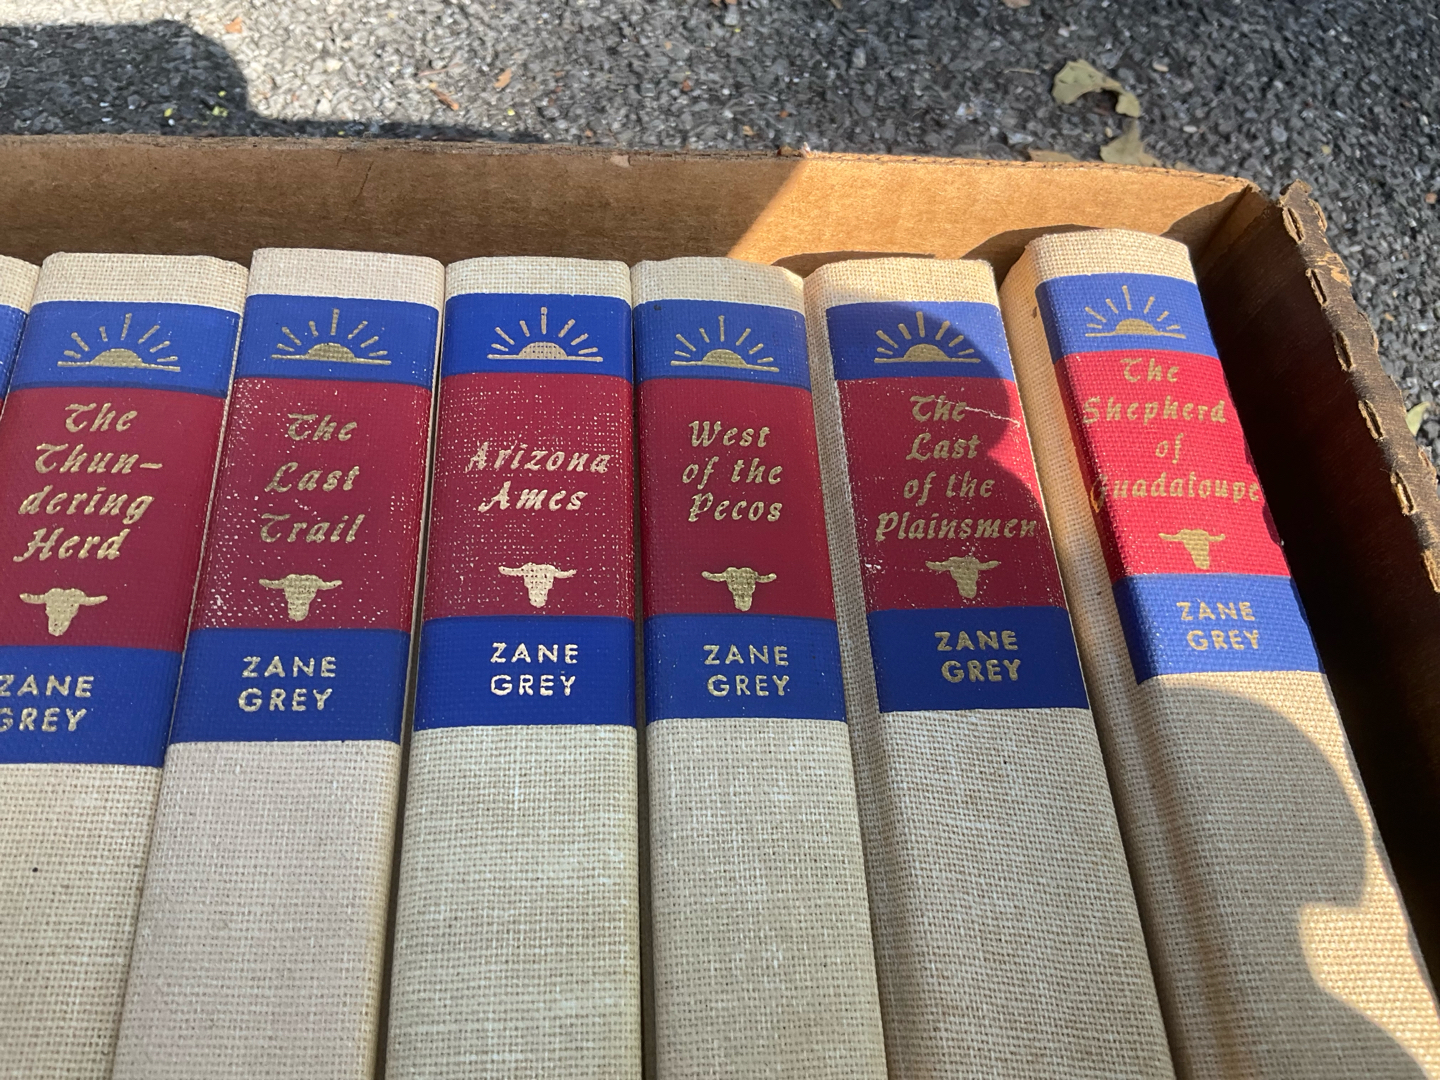 The
Thun-
dering
Herd
ZANE
GREY
The
Last
Trail
ZANE
GREY
Arizona
Ames
ZANE
GREY
West
of the
Pecos
ZANE
GREY
The
Last
of the
Plainsmen
ZANE
GREY
The
Shepherd
of
Guadaloupe
ZANE
GREY